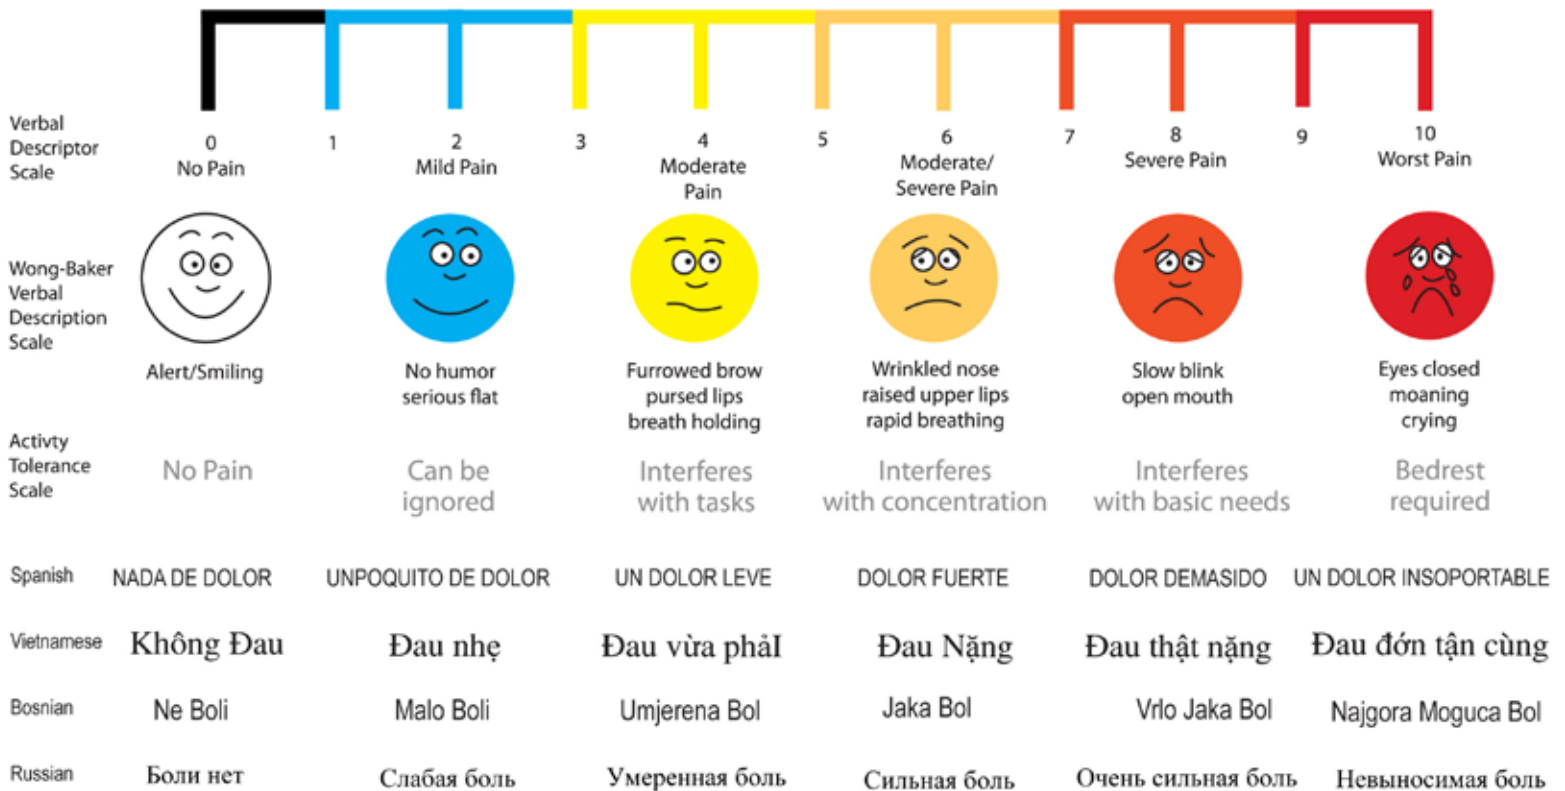 Verbal
Descriptor
Scale
0
No Pain
1
2
Mild Pain
3
4
Moderate
Pain
5
6
Moderate/
Severe Pain
7
8
Severe Pain
9
10
Worst Pain
Wong-Baker
Verbal
Description
Scale
Alert/Smiling
No humor
serious flat
Furrowed brow
pursed lips
breath holding
Wrinkled nose
raised upper lips
rapid breathing
Slow blink
open mouth
Eyes closed
moaning
crying
Activty
Tolerance
Scale
No Pain
Can be
ignored
Interferes
with tasks
Interferes
with concentration
Interferes
with basic needs
Bedrest
required
Spanish NADA DE DOLOR UNPOQUITO DE DOLOR UN DOLOR LEVE DOLOR FUERTE DOLOR DEMASIDO UN DOLOR INSOPORTABLE
Vietnamese Không Đau Đau nhẹ Đau vừa phảI Đau Nặng Đau thật nặng Đau đớn tận cùng
Bosnian Ne Boli Malo Boli Umjerena Bol Jaka Bol Vrlo Jaka Bol Najgora Moguca Bol
Russian Боли нет Слабая боль Умеренная боль Сильная боль Очень сильная боль Невыносимая боль